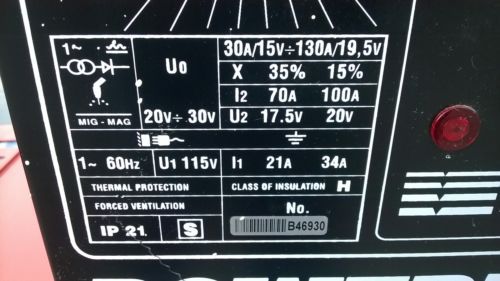 1~
30A/15V÷130A/19,5V
U0
X 35% 15%
I2 70A 100A
MIG - MAG
20V÷ 30V
U2 17.5V 20V
1~ 60Hz U1 115V I1 21A 34A
THERMAL PROTECTION
CLASS OF INSULATION H
FORCED VENTILATION
No.
IP 21. S
B46930